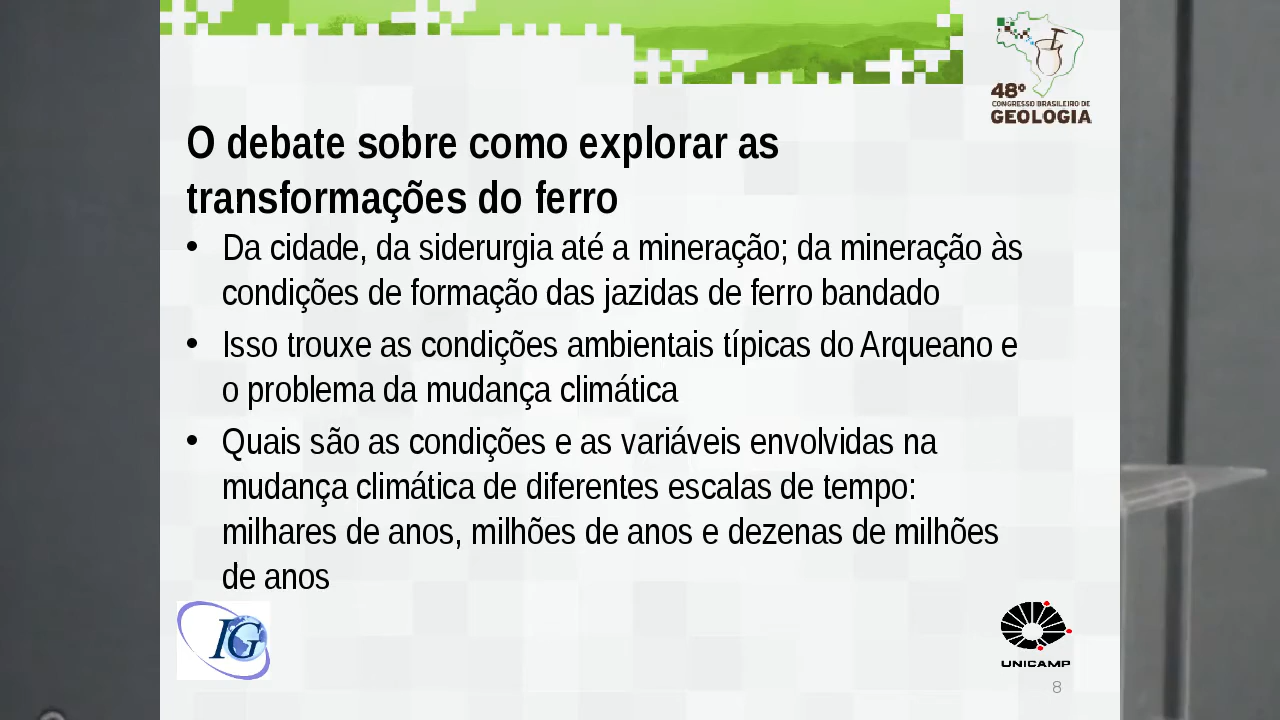 48º
CONGRESSO BRASILEIRO DE
GEOLOGIA
O debate sobre como explorar as
transformações do ferro
• Da cidade, da siderurgia até a mineração; da mineração às
condições de formação das jazidas de ferro bandado
• Isso trouxe as condições ambientais típicas do Arqueano e
o problema da mudança climática
• Quais são as condições e as variáveis envolvidas na
mudança climática de diferentes escalas de tempo:
milhares de anos, milhões de anos e dezenas de milhões
de anos
IG
UNICAMP
8